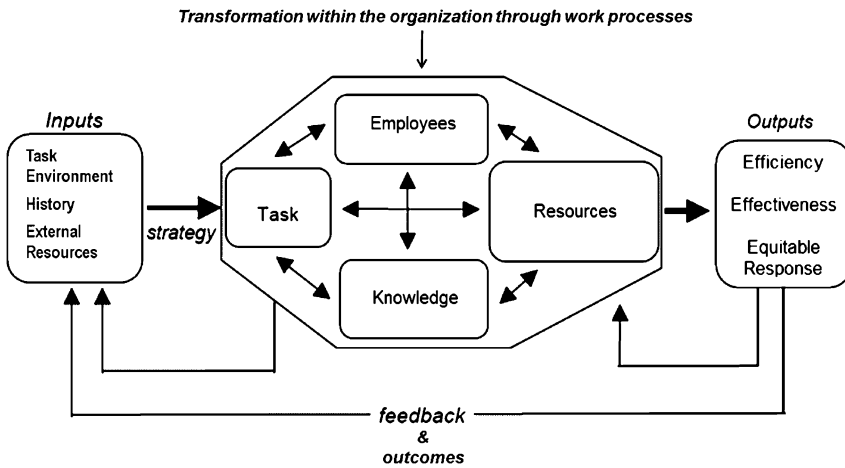 Transformation within the organization through work processes
Inputs
Task
Environment
History
External
Resources
strategy
Employees
Task
Resources
Knowledge
Outputs
Efficiency
Effectiveness
Equitable
Response
feedback
&
outcomes